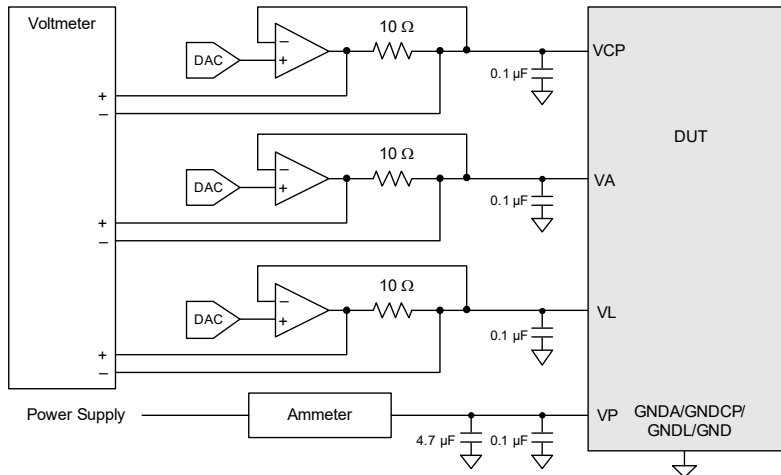 Voltmeter
10 Ω
DAC
−
+
VCP
0.1 µF
+
−
DUT
10 Ω
DAC
−
+
VA
0.1 µF
+
−
10 Ω
DAC
−
+
VL
0.1 µF
+
−
Power Supply
Ammeter
VP
4.7 µF
0.1 µF
GNDA/GNDCP/
GNDL/GND